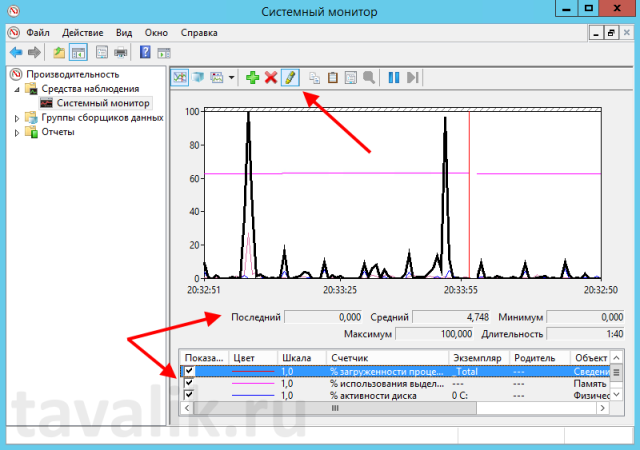 Системный монитор
Файл Действие Вид Окно Справка
Производительность
Средства наблюдения
Системный монитор
Группы сборщиков данных
Отчеты
100
80
60
40
20
0
20:32:51 20:33:25 20:33:55 20:32:50
Последний 0,000 Средний 4,748 Минимум 0,000
Максимум 100,000 Длительность 1:40
Показа... Цвет Шкала Счетчик Экземпляр Родитель Объект
1,0 % загруженности проце... _Total --- Сведени
1,0 % использования выдел... --- --- Память
1,0 % активности диска 0 C: --- Физичес
tavalik.ru